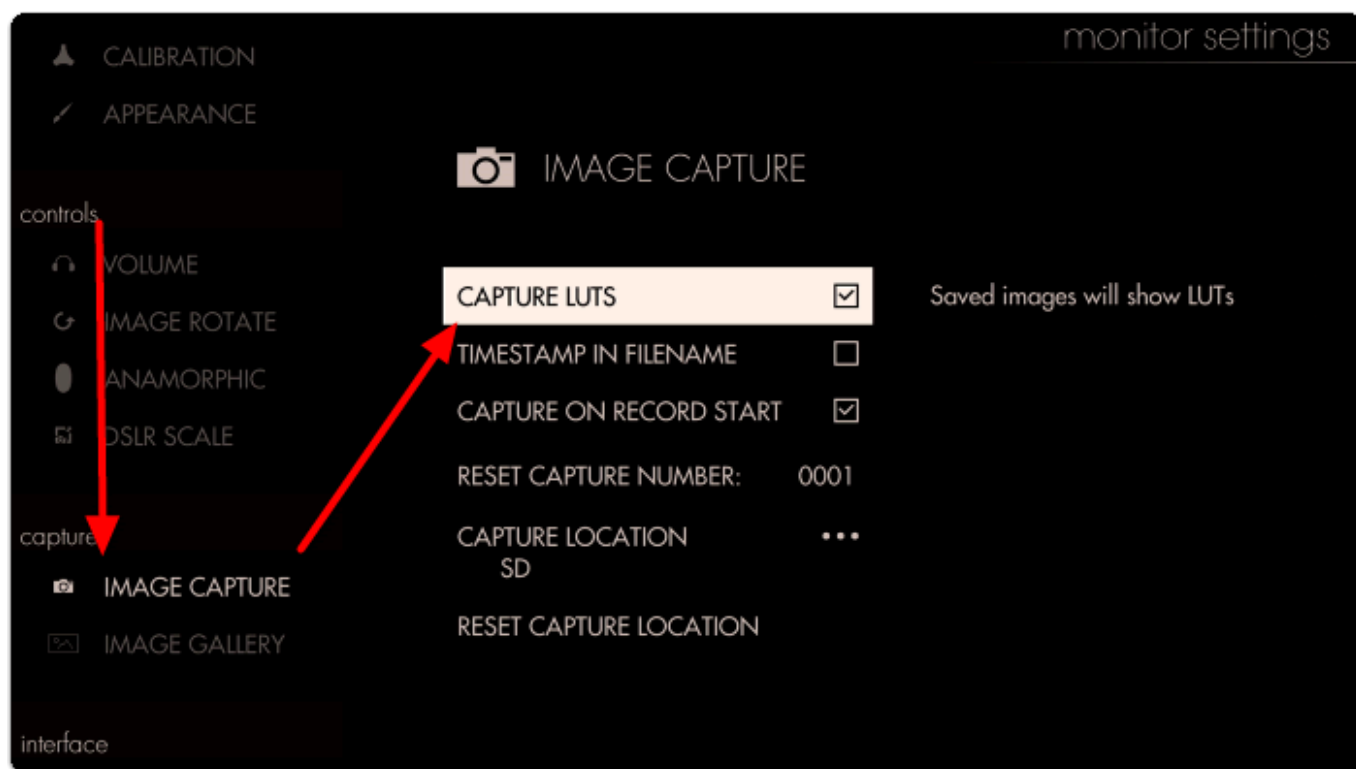 monitor settings
CALIBRATION
APPEARANCE
controls
VOLUME
IMAGE ROTATE
ANAMORPHIC
DSLR SCALE
capture
IMAGE CAPTURE
IMAGE GALLERY
interface
IMAGE CAPTURE
CAPTURE LUTS
Saved images will show LUTs
TIMESTAMP IN FILENAME
CAPTURE ON RECORD START
RESET CAPTURE NUMBER: 0001
CAPTURE LOCATION •••
SD
RESET CAPTURE LOCATION